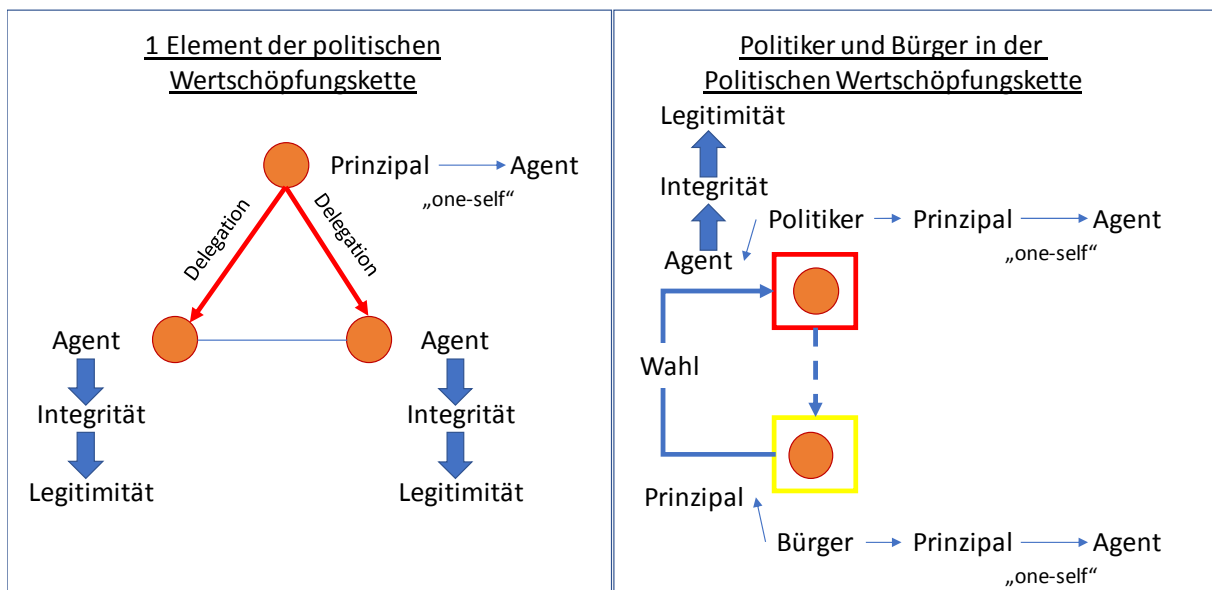 1 Element der politischen
Wertschöpfungskette
Prinzipal
Agent
„one-self“
Delegation
Delegation
Agent
Integrität
Legitimität
Agent
Integrität
Legitimität
Politiker und Bürger in der
Politischen Wertschöpfungskette
Legitimität
Integrität
Agent
Politiker
Prinzipal
Agent
„one-self“
Wahl
Prinzipal
Bürger
Prinzipal
Agent
„one-self“